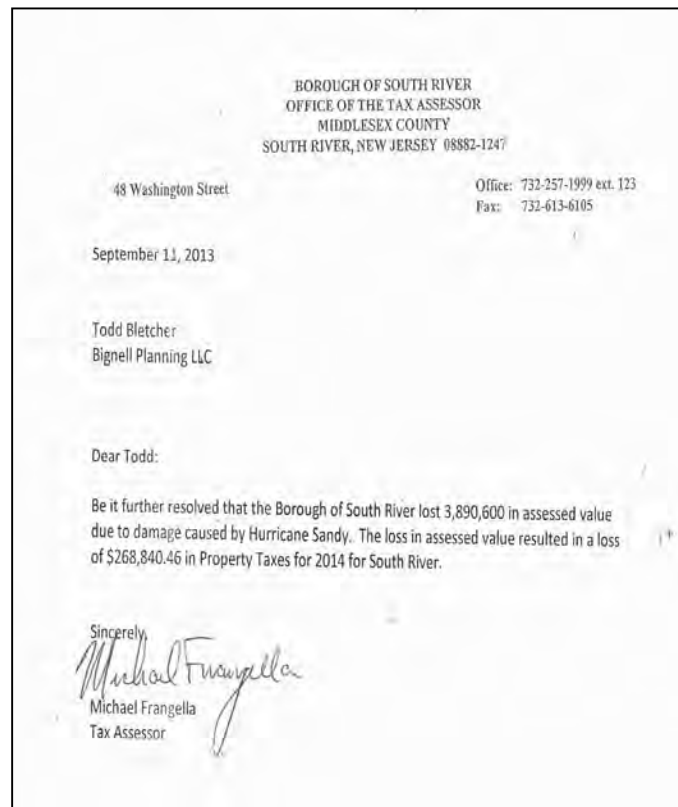 BOROUGH OF SOUTH RIVER
OFFICE OF THE TAX ASSESSOR
MIDDLESEX COUNTY
SOUTH RIVER, NEW JERSEY 08882-1247
48 Washington Street
Office: 732-257-1999 ext. 123
Fax: 732-613-6105
September 11, 2013
Todd Bletcher
Bignell Planning LLC
Dear Todd:
Be it further resolved that the Borough of South River lost 3,890,600 in assessed value
due to damage caused by Hurricane Sandy. The loss in assessed value resulted in a loss
of $268,840.46 in Property Taxes for 2014 for South River.
Sincerely,
Michael Frangella
Michael Frangella
Tax Assessor